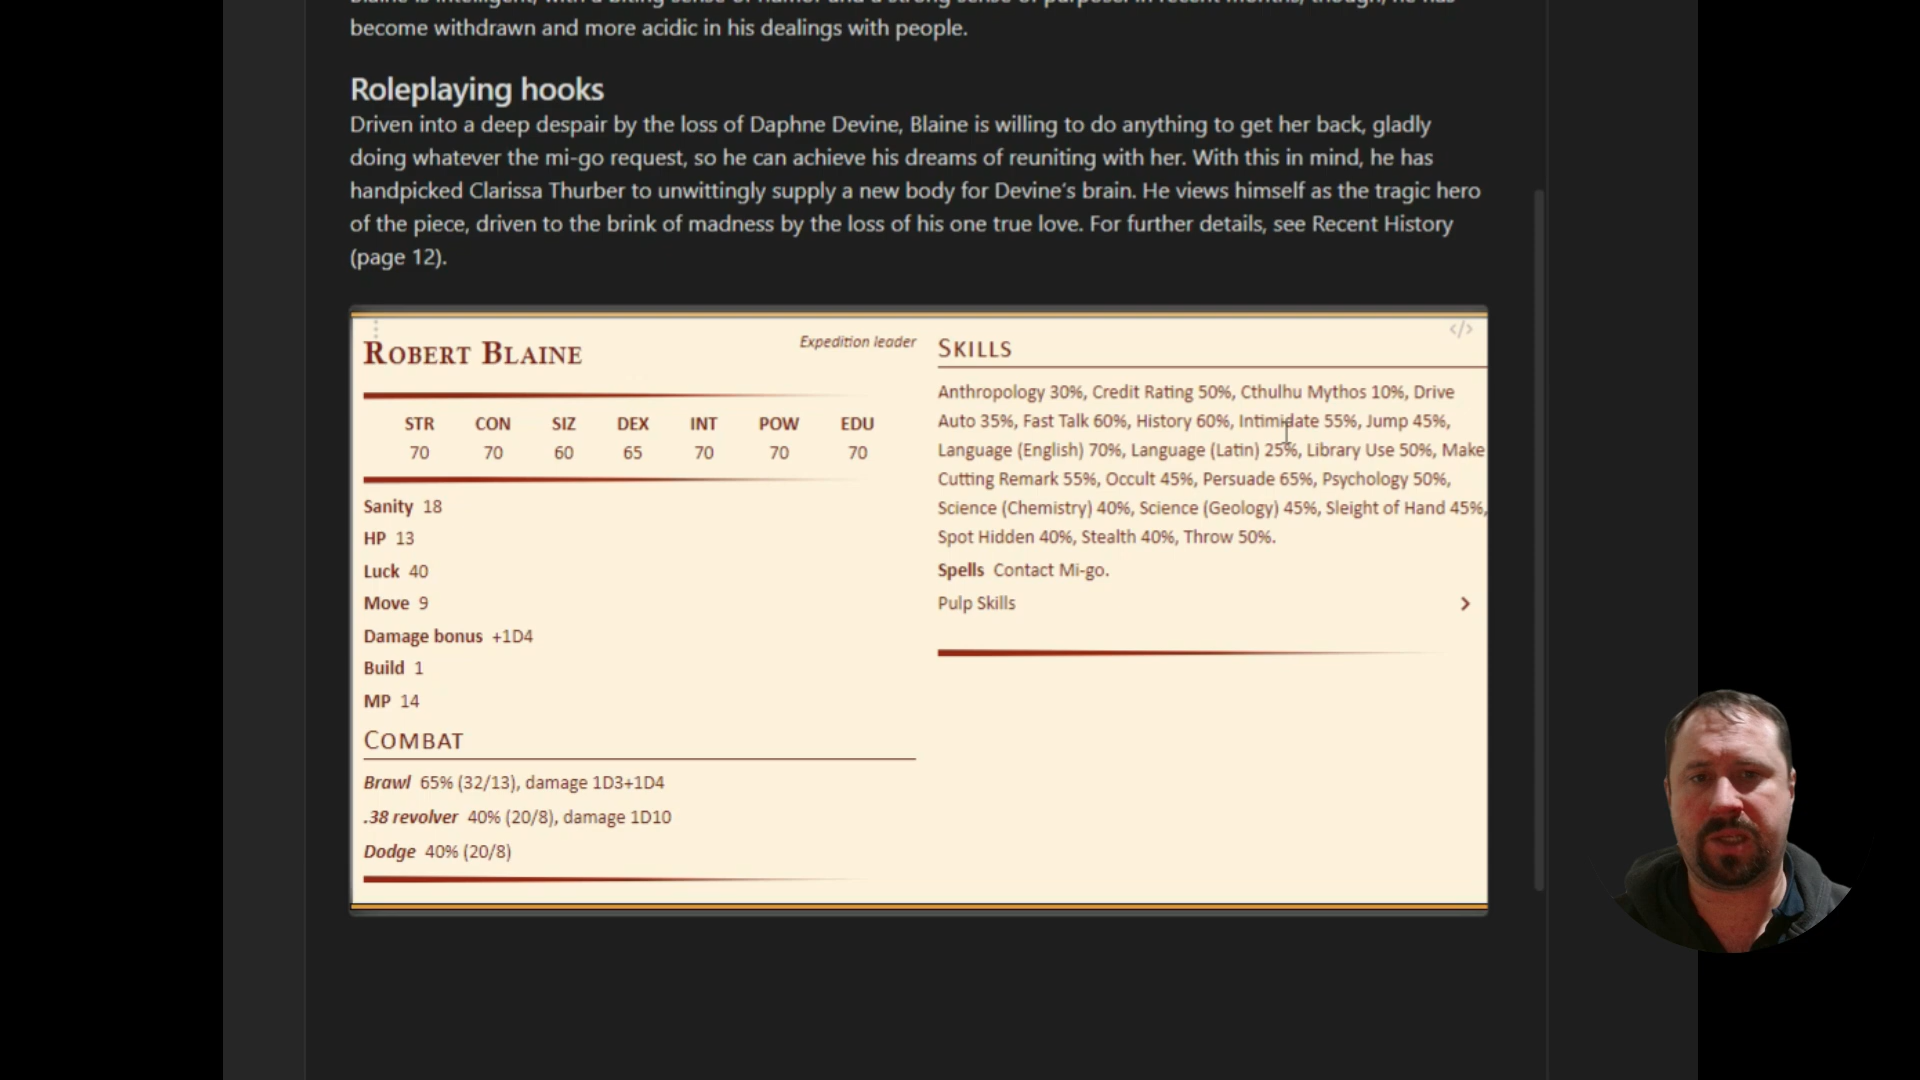 become withdrawn and more acidic in his dealings with people.
Roleplaying hooks
Driven into a deep despair by the loss of Daphne Devine, Blaine is willing to do anything to get her back, gladly
doing whatever the mi-go request, so he can achieve his dreams of reuniting with her. With this in mind, he has
handpicked Clarissa Thurber to unwittingly supply a new body for Devine's brain. He views himself as the tragic hero
of the piece, driven to the brink of madness by the loss of his one true love. For further details, see Recent History
(page 12).
ROBERT BLAINE
Expedition leader
STR CON SIZ DEX INT POW EDU
70 70 60 65 70 70 70
Sanity 18
HP 13
Luck 40
Move 9
Damage bonus +1D4
Build 1
MP 14
COMBAT
Brawl 65% (32/13), damage 1D3+1D4
.38 revolver 40% (20/8), damage 1D10
Dodge 40% (20/8)
SKILLS
</>
Anthropology 30%, Credit Rating 50%, Cthulhu Mythos 10%, Drive
Auto 35%, Fast Talk 60%, History 60%, Intimidate 55%, Jump 45%,
Language (English) 70%, Language (Latin) 25%, Library Use 50%, Make
Cutting Remark 55%, Occult 45%, Persuade 65%, Psychology 50%,
Science (Chemistry) 40%, Science (Geology) 45%, Sleight of Hand 45%,
Spot Hidden 40%, Stealth 40%, Throw 50%.
Spells Contact Mi-go.
Pulp Skills